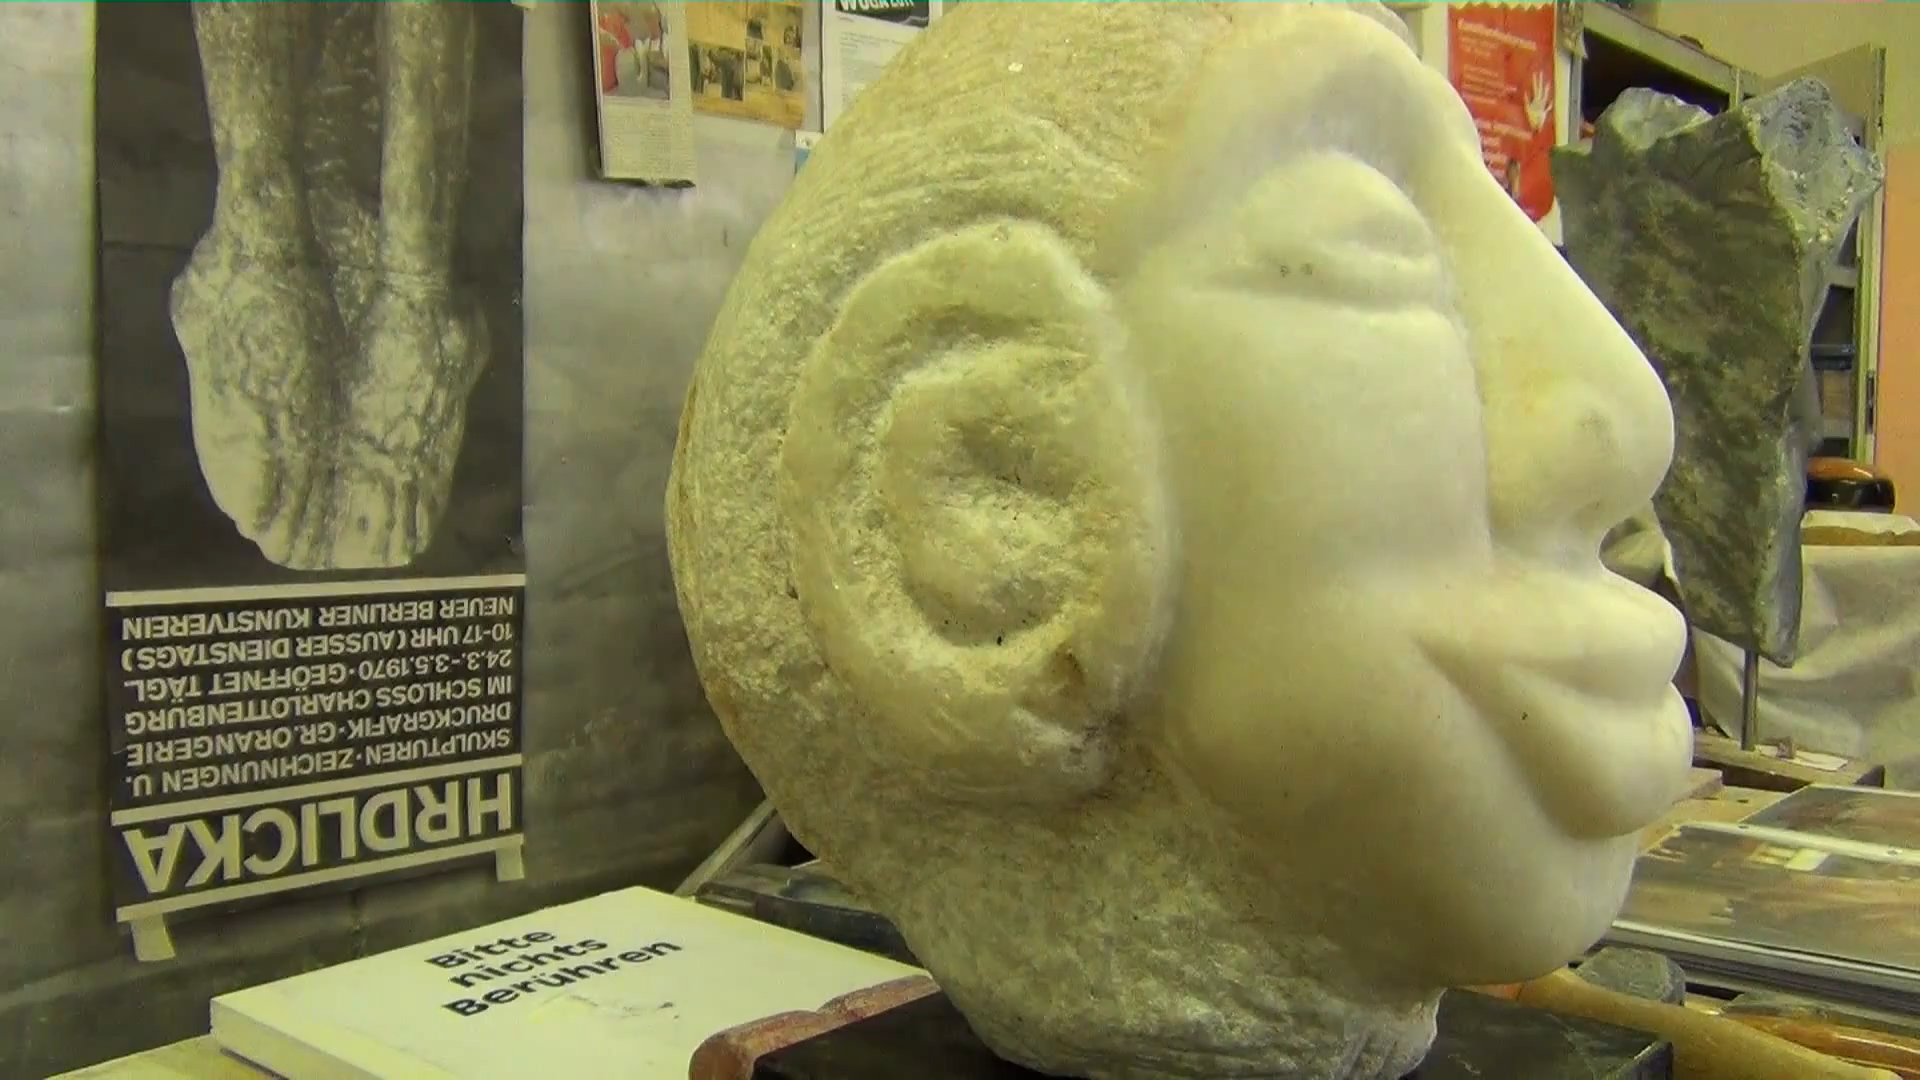 HRDLICKA
SKULPTUREN·ZEICHNUNGEN U.
DRUCKGRAFIK·GR.ORANGERIE
IM SCHLOSS CHARLOTTENBURG
24.3.-3.5.1970·GEÖFFNET TÄGL.
10-17 UHR (AUSSER DIENSTAGS)
NEUER BERLINER KUNSTVEREIN
Bitte
nichts
Berühren